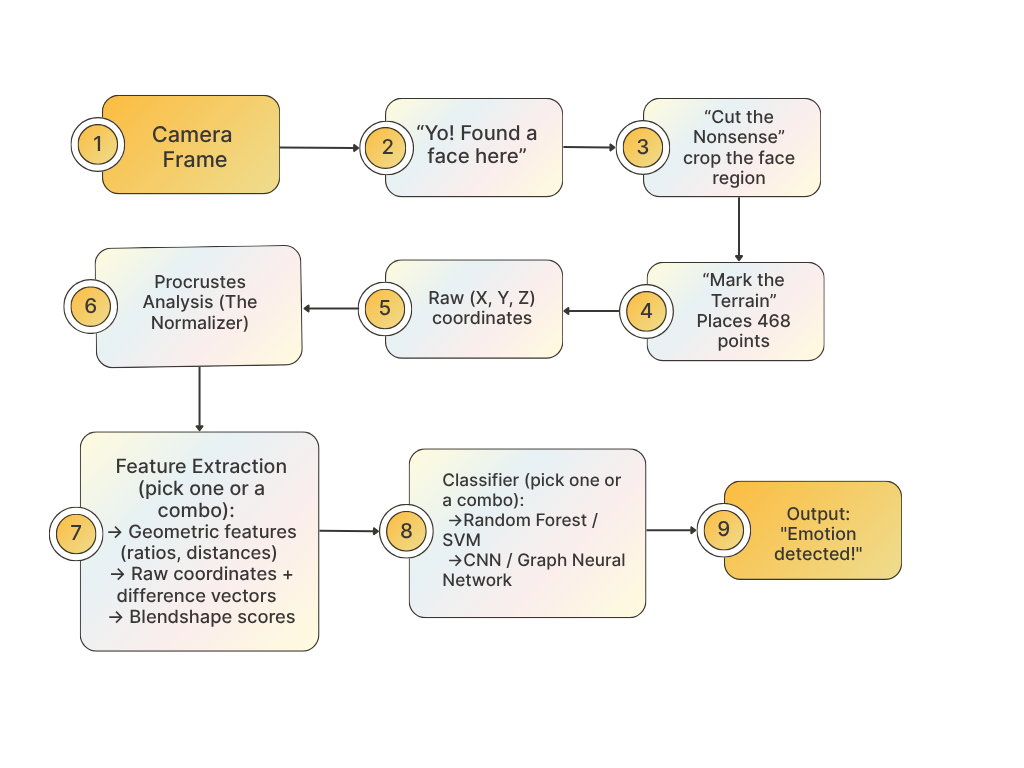 1
Camera
Frame
2
“Yo! Found a
face here”
3
“Cut the
Nonsense”
crop the face
region
4
“Mark the
Terrain”
Places 468
points
5
Raw (X, Y, Z)
coordinates
6
Procrustes
Analysis (The
Normalizer)
7
Feature Extraction
(pick one or a
combo):
→ Geometric features
(ratios, distances)
→ Raw coordinates +
difference vectors
→ Blendshape scores
8
Classifier (pick one or
a combo):
→Random Forest /
SVM
→CNN / Graph Neural
Network
9
Output:
"Emotion
detected!"